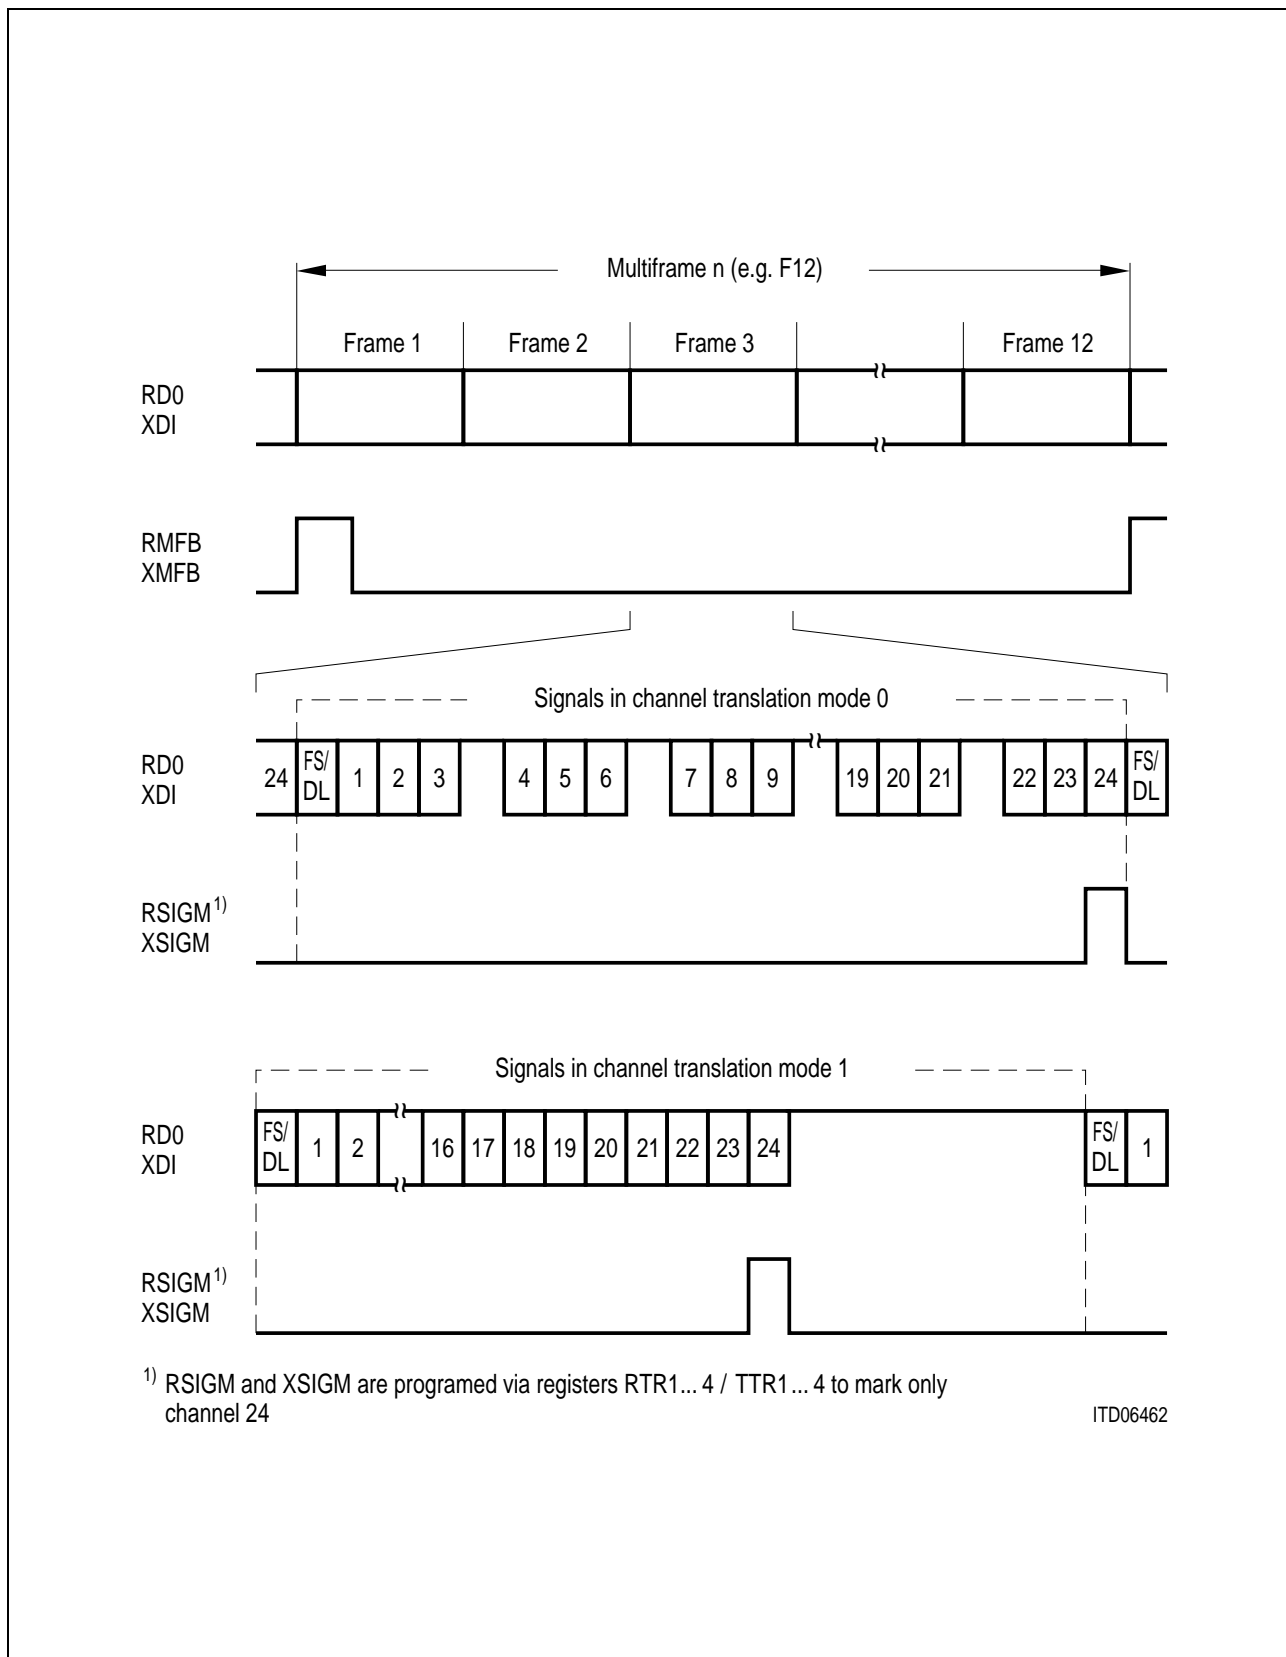 Multiframe n (e.g. F12)
Frame 1 Frame 2 Frame 3 Frame 12
RD0
XDI
RMFB
XMFB
Signals in channel translation mode 0
RD0
XDI
24 FS/DL 1 2 3 4 5 6 7 8 9 19 20 21 22 23 24 FS/DL
RSIGM 1)
XSIGM
Signals in channel translation mode 1
RD0
XDI
FS/DL 1 2 16 17 18 19 20 21 22 23 24 FS/DL 1
RSIGM 1)
XSIGM
1) RSIGM and XSIGM are programed via registers RTR1... 4 / TTR1... 4 to mark only
channel 24
ITD06462